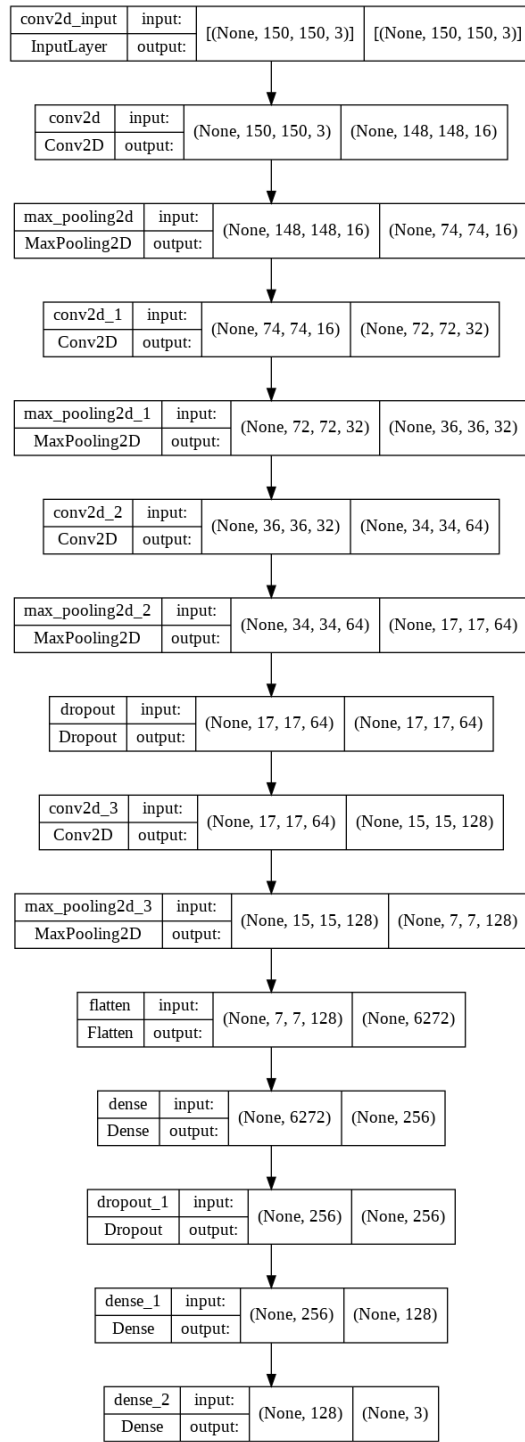 conv2d_input input: [(None, 150, 150, 3)] [(None, 150, 150, 3)]
InputLayer output:
conv2d input: (None, 150, 150, 3) (None, 148, 148, 16)
Conv2D output:
max_pooling2d input: (None, 148, 148, 16) (None, 74, 74, 16)
MaxPooling2D output:
conv2d_1 input: (None, 74, 74, 16) (None, 72, 72, 32)
Conv2D output:
max_pooling2d_1 input: (None, 72, 72, 32) (None, 36, 36, 32)
MaxPooling2D output:
conv2d_2 input: (None, 36, 36, 32) (None, 34, 34, 64)
Conv2D output:
max_pooling2d_2 input: (None, 34, 34, 64) (None, 17, 17, 64)
MaxPooling2D output:
dropout input: (None, 17, 17, 64) (None, 17, 17, 64)
Dropout output:
conv2d_3 input: (None, 17, 17, 64) (None, 15, 15, 128)
Conv2D output:
max_pooling2d_3 input: (None, 15, 15, 128) (None, 7, 7, 128)
MaxPooling2D output:
flatten input: (None, 7, 7, 128) (None, 6272)
Flatten output:
dense input: (None, 6272) (None, 256)
Dense output:
dropout_1 input: (None, 256) (None, 256)
Dropout output:
dense_1 input: (None, 256) (None, 128)
Dense output:
dense_2 input: (None, 128) (None, 3)
Dense output: